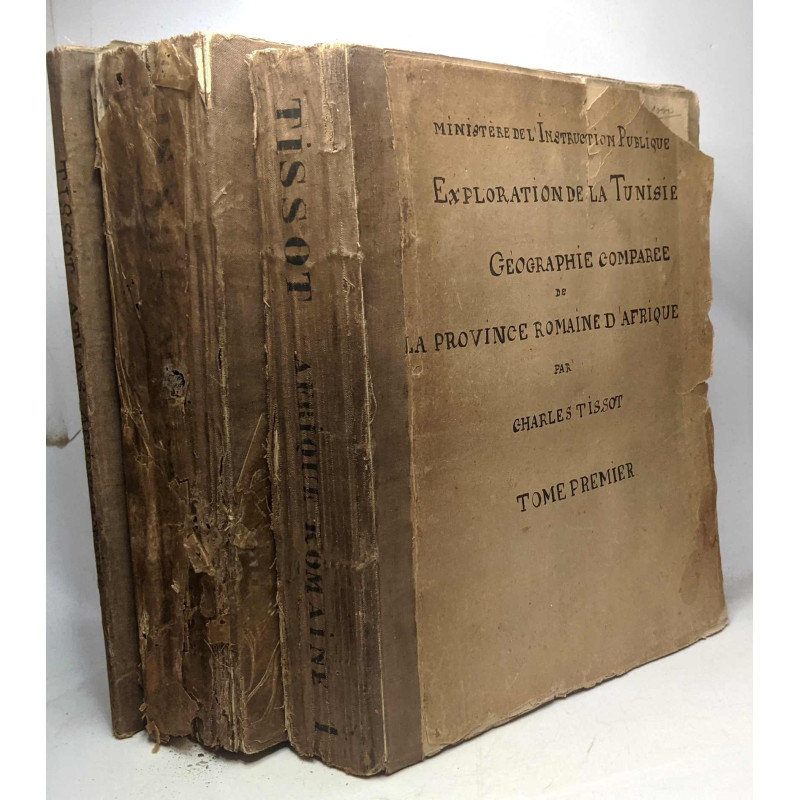 MINISTÈRE DE L'INSTRUCTION PUBLIQUE
EXPLORATION DE LA TUNISIE
GÉOGRAPHIE COMPARÉE
DE
LA PROVINCE ROMAINE D'AFRIQUE
PAR
CHARLES TISSOT
TOME PREMIER
TISSOT AFRIQUE ROMAINE I
TISSOT